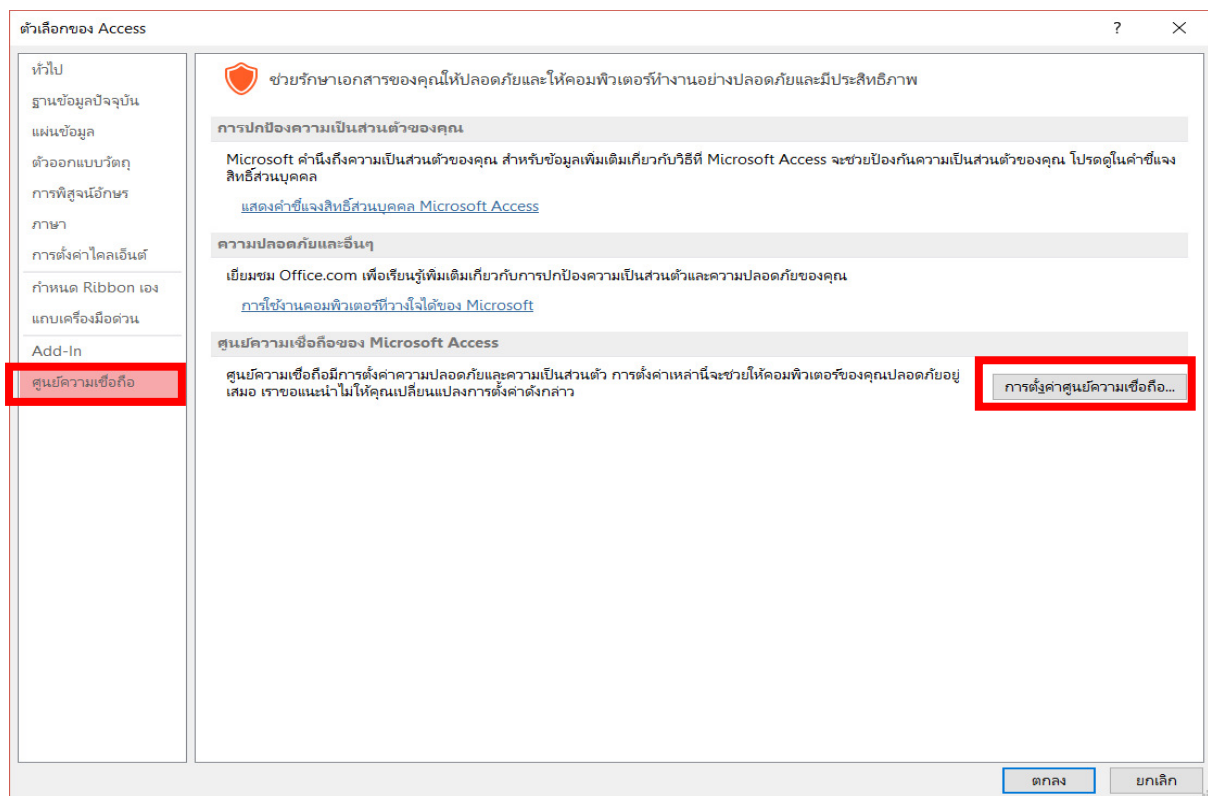 ตัวเลือกของ Access
?
ทั่วไป
ฐานข้อมูลปัจจุบัน
แผ่นข้อมูล
ตัวออกแบบวัตถุ
การพิสูจน์อักษร
ภาษา
การตั้งค่าไคลเอ็นต์
กำหนด Ribbon เอง
แถบเครื่องมือด่วน
Add-In
ศูนย์ความเชื่อถือ
ช่วยรักษาเอกสารของคุณให้ปลอดภัยและให้คอมพิวเตอร์ทำงานอย่างปลอดภัยและมีประสิทธิภาพ
การปกป้องความเป็นส่วนตัวของคุณ
Microsoft คำนึงถึงความเป็นส่วนตัวของคุณ สำหรับข้อมูลเพิ่มเติมเกี่ยวกับวิธีที่ Microsoft Access จะช่วยป้องกันความเป็นส่วนตัวของคุณ โปรดดูในคำชี้แจง
สิทธิ์ส่วนบุคคล
แสดงคำชี้แจงสิทธิ์ส่วนบุคคล Microsoft Access
ความปลอดภัยและอื่นๆ
เยี่ยมชม Office.com เพื่อเรียนรู้เพิ่มเติมเกี่ยวกับการปกป้องความเป็นส่วนตัวและความปลอดภัยของคุณ
การใช้งานคอมพิวเตอร์ที่วางใจได้ของ Microsoft
ศูนย์ความเชื่อถือของ Microsoft Access
ศูนย์ความเชื่อถือมีการตั้งค่าความปลอดภัยและความเป็นส่วนตัว การตั้งค่าเหล่านี้จะช่วยให้คอมพิวเตอร์ของคุณปลอดภัยอยู่
เสมอ เราขอแนะนำไม่ให้คุณเปลี่ยนแปลงการตั้งค่าดังกล่าว
การตั้งค่าศูนย์ความเชื่อถือ...
ตกลง
ยกเลิก